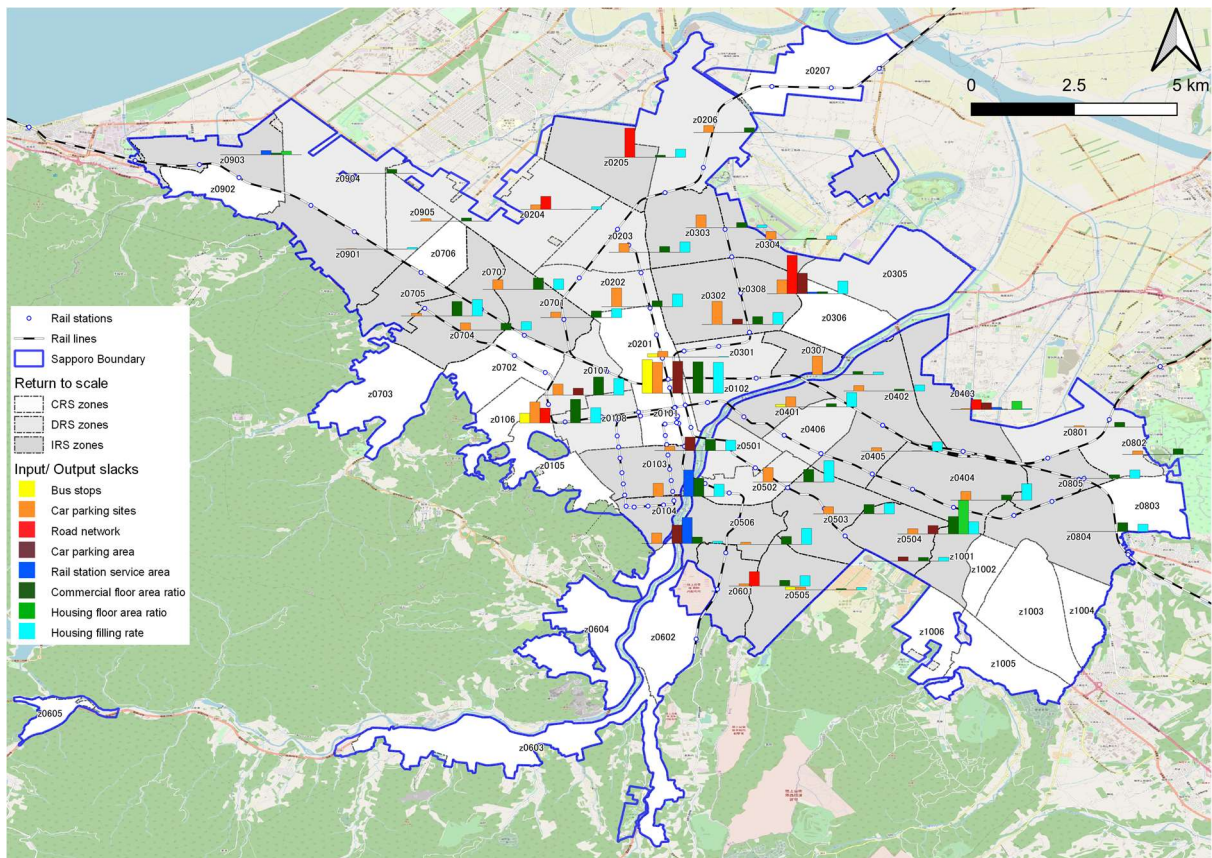 z0207
0 2.5 5 km
z0206
z0205
z0903
z0902
z0904
z0204
z0905
z0303
z0203
z0304
z0901
z0706
z0305
z0707
z0202
z0308
z0705
z0302
z0701
z0306
z0704
z0201
z0301
z0307
z0702
z0107
z0102
z0703
z0402
z0403
z0106
z0108
z0101
z0401
z0406
z0801
z0802
z0501
z0405
z0105
z0103
z0502
z0404
z0805
z0104
z0503
z0803
z0506
z0504
z0804
z1001
z1002
z0601
z0505
z1003
z1004
z0604
z0602
z1006
z1005
z0605
z0603
Rail stations
Rail lines
Sapporo Boundary
Return to scale
CRS zones
DRS zones
IRS zones
Input/ Output slacks
Bus stops
Car parking sites
Road network
Car parking area
Rail station service area
Commercial floor area ratio
Housing floor area ratio
Housing filling rate